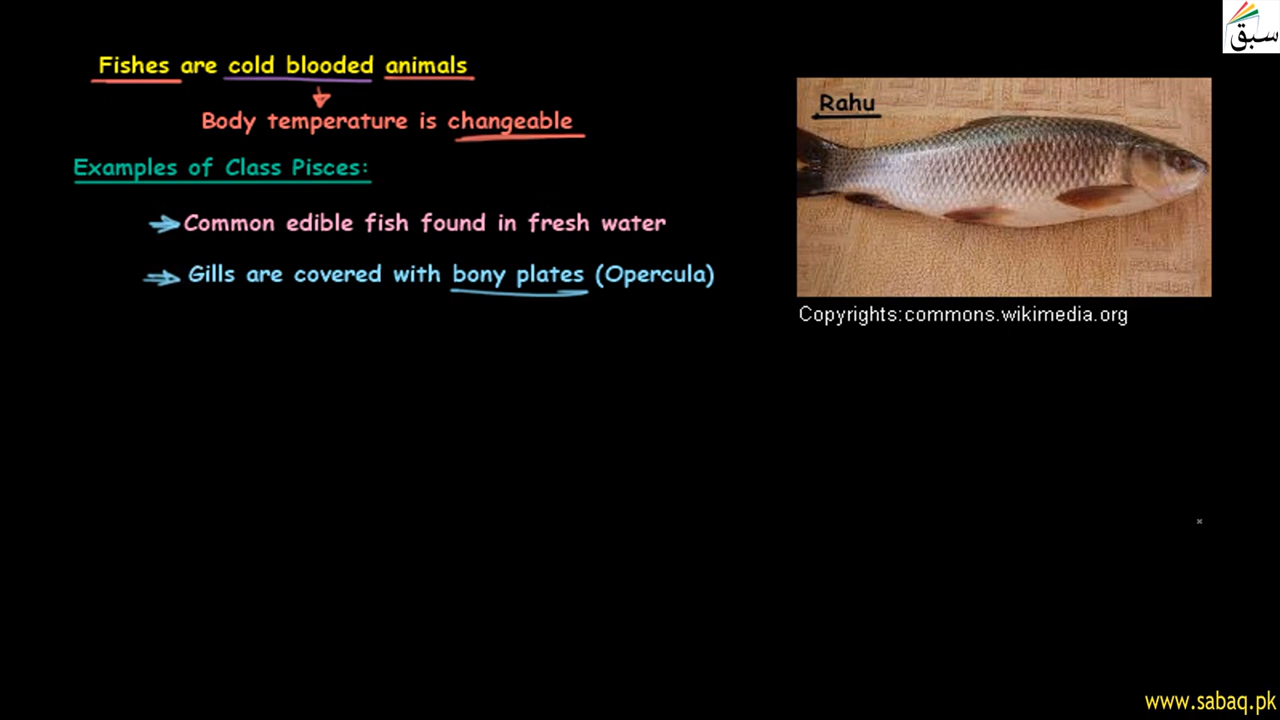 سبق
Fishes are cold blooded animals
Body temperature is changeable
Rahu
Examples of Class Pisces:
Common edible fish found in fresh water
Gills are covered with bony plates (Opercula)
Copyrights:commons.wikimedia.org
www.sabaq.pk